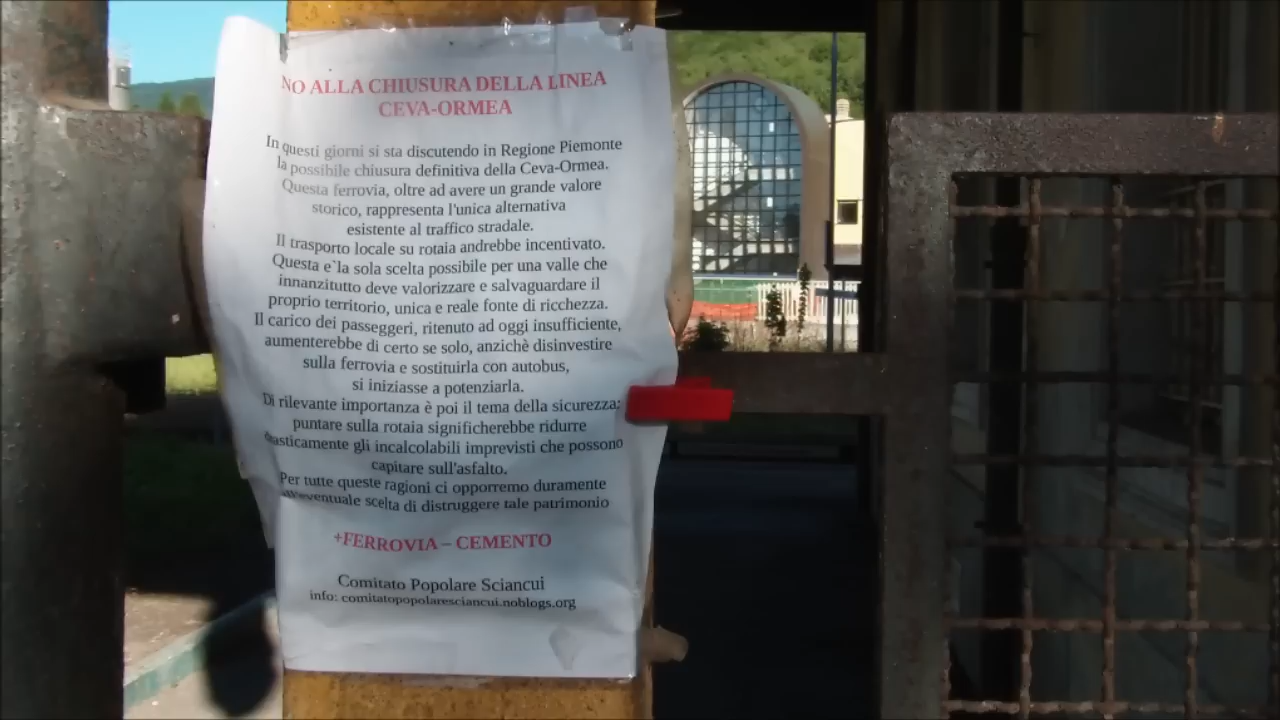 NO ALLA CHIUSURA DELLA LINEA
CEVA-ORMEA
In questi giorni si sta discutendo in Regione Piemonte
la possibile chiusura definitiva della Ceva-Ormea.
Questa ferrovia, oltre ad avere un grande valore
storico, rappresenta l'unica alternativa
esistente al traffico stradale.
Il trasporto locale su rotaia andrebbe incentivato.
Questa e`la sola scelta possibile per una valle che
innanzitutto deve valorizzare e salvaguardare il
proprio territorio, unica e reale fonte di ricchezza.
Il carico dei passeggeri, ritenuto ad oggi insufficiente,
aumenterebbe di certo se solo, anzichè disinvestire
sulla ferrovia e sostituirla con autobus,
si iniziasse a potenziarla.
Di rilevante importanza è poi il tema della sicurezza;
puntare sulla rotaia significherebbe ridurre
drasticamente gli incalcolabili imprevisti che possono
capitare sull'asfalto.
Per tutte queste ragioni ci opporremo duramente
all'eventuale scelta di distruggere tale patrimonio
+FERROVIA – CEMENTO
Comitato Popolare Sciancui
info: comitatopopolaresciancui.noblogs.org